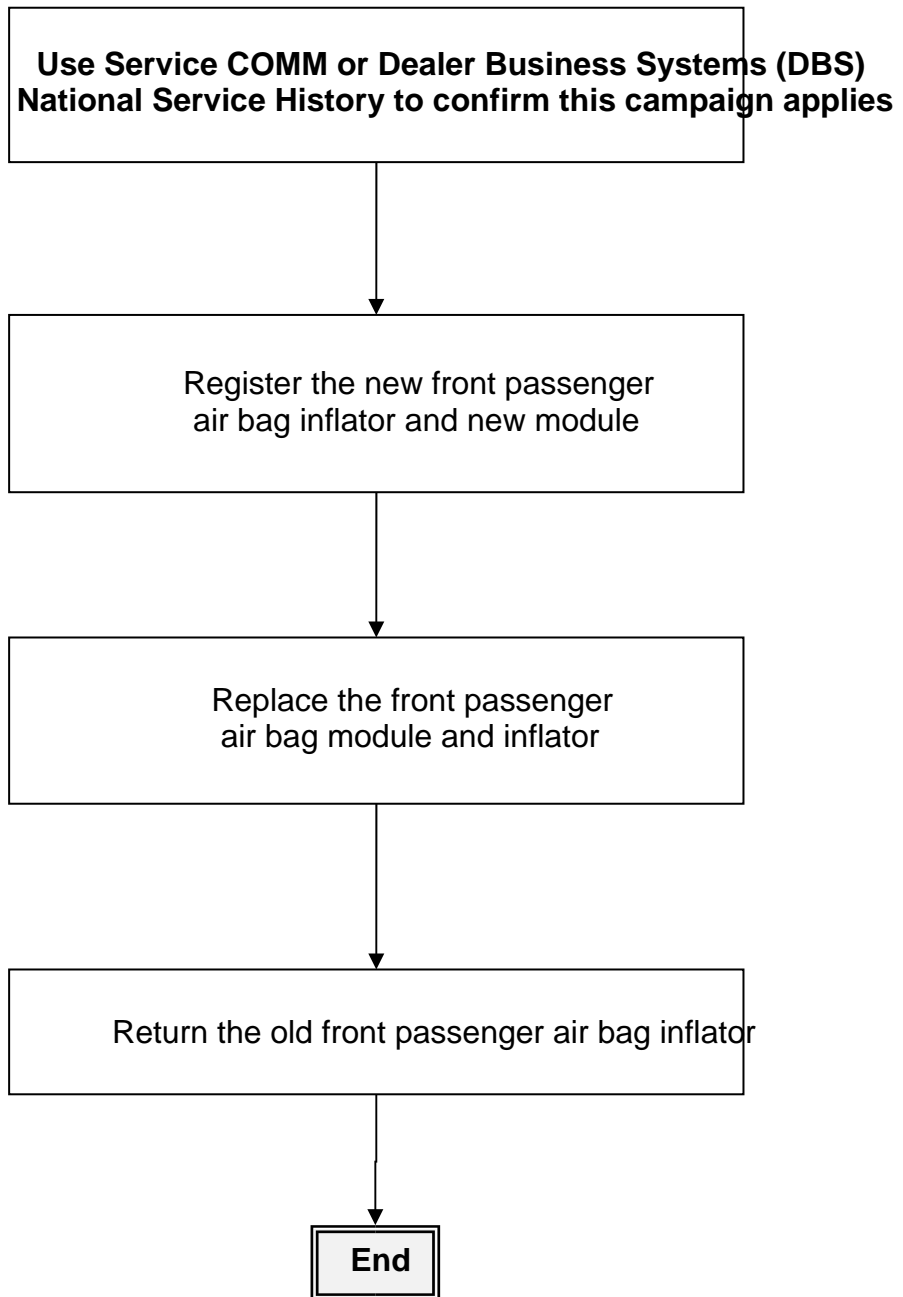 Use Service COMM or Dealer Business Systems (DBS)
National Service History to confirm this campaign applies
Register the new front passenger
air bag inflator and new module
Replace the front passenger
air bag module and inflator
Return the old front passenger air bag inflator
End